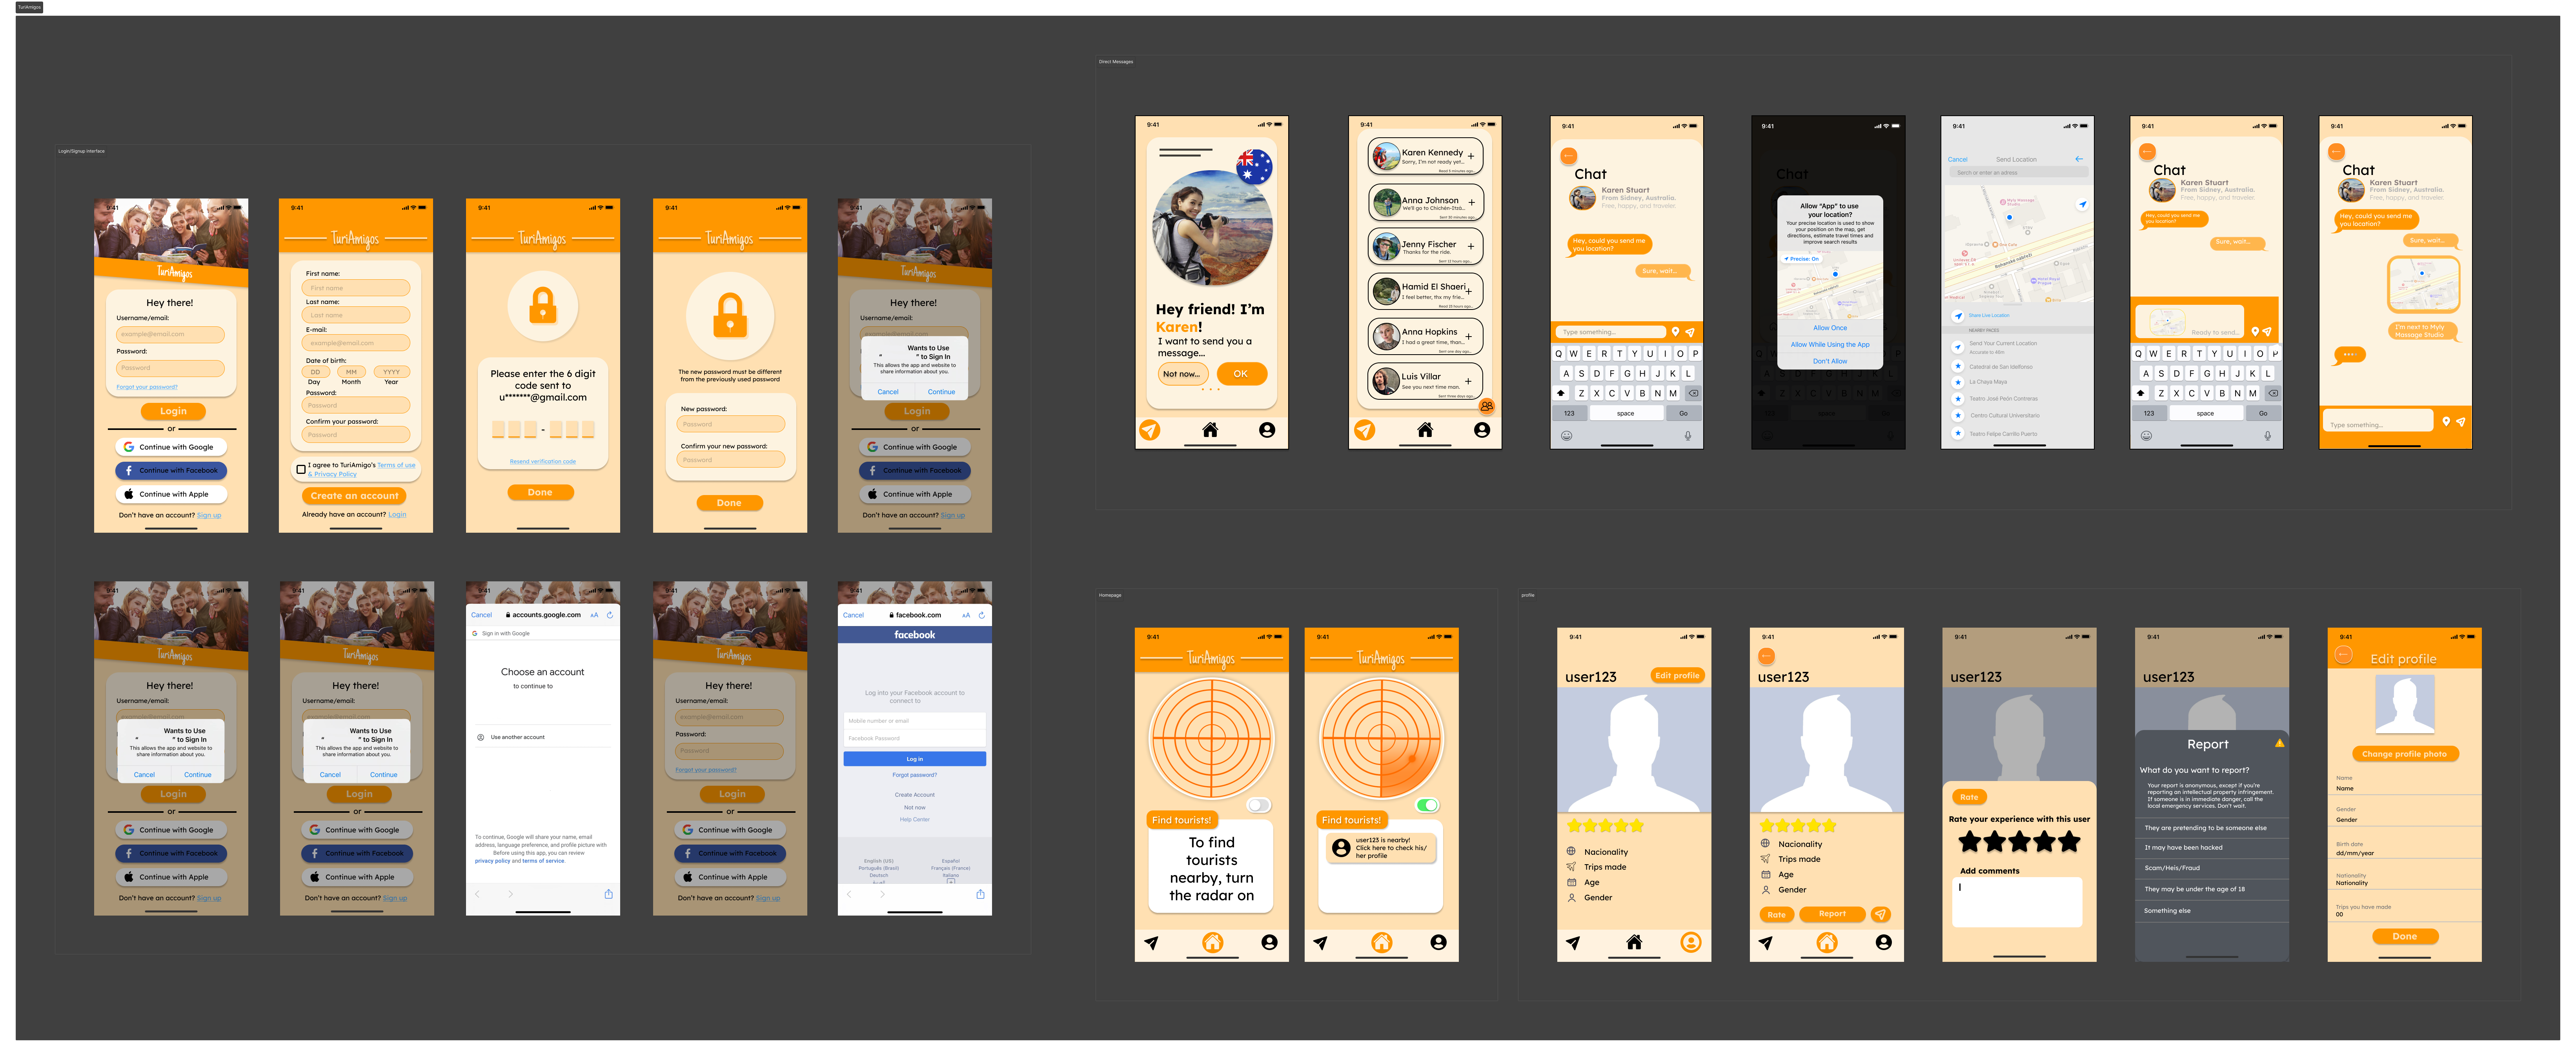 TuriAmigos
Login/Signup Interface
9:41
TuriAmigos
Hey there!
Username/email:
example@email.com
Password:
Password
Forgot your password?
Login
or
Continue with Google
Continue with Facebook
Continue with Apple
Don't have an account? Sign up
9:41
TuriAmigos
First name:
First name
Last name:
Last name
E-mail:
example@email.com
Date of birth:
DD MM YYYY
Day Month Year
Password:
Password
Confirm your password:
Password
I agree to TuriAmigo's Terms of use
& Privacy Policy
Create an account
Already have an account? Login
9:41
TuriAmigos
Please enter the 6 digit
code sent to
u*******@gmail.com
-
Resend verification code
Done
9:41
TuriAmigos
The new password must be different
from the previously used password
New password:
Password
Confirm your new password:
Password
Done
9:41
TuriAmigos
Hey there!
Username/email:
Wants to Use
“ ” to Sign In
This allows the app and website to
share information about you.
Cancel Continue
Login
or
Continue with Google
Continue with Facebook
Continue with Apple
Don't have an account? Sign up
9:41
TuriAmigos
Hey there!
Username/email:
example@email.com
Wants to Use
“ ” to Sign In
This allows the app and website to
share information about you.
Cancel Continue
Login
or
Continue with Google
Continue with Facebook
Continue with Apple
Don't have an account? Sign up
9:41
TuriAmigos
Hey there!
Username/email:
example@email.com
Wants to Use
“ ” to Sign In
This allows the app and website to
share information about you.
Cancel Continue
Login
or
Continue with Google
Continue with Facebook
Continue with Apple
Don't have an account? Sign up
9:41
Cancel accounts.google.com AA
Sign in with Google
Choose an account
to continue to
Use another account
To continue, Google will share your name, email
address, language preference, and profile picture with
Before using this app, you can review
privacy policy and terms of service.
9:41
TuriAmigos
Hey there!
Username/email:
example@email.com
Password:
Password
Forgot your password?
Login
or
Continue with Google
Continue with Facebook
Continue with Apple
Don't have an account? Sign up
9:41
Cancel facebook.com AA
facebook
Log into your Facebook account to
connect to
Mobile number or email
Facebook Password
Log in
Forgot password?
Create Account
Not now
Help Center
English (US) Español
Português (Brasil) Français (France)
Deutsch Italiano
Direct Messages
9:41
Hey friend! I'm
Karen!
I want to send you a
message...
Not now... OK
9:41
Karen Kennedy
Sorry, I'm not ready yet...
Read 5 minutes ago...
Anna Johnson
We'll go to Chichén-Itzá...
Sent 30 minutes ago...
Jenny Fischer
Thanks for the ride.
Sent 12 hours ago...
Hamid El Shaeri
I feel better, thx my frie...
Read 22 hours ago...
Anna Hopkins
I had a great time, than...
Sent one day ago...
Luis Villar
See you next time man.
Sent three days ago...
9:41
Chat
Karen Stuart
From Sidney, Australia.
Free, happy, and traveler.
Hey, could you send me
you location?
Sure, wait...
Type something...
Q W E R T Y U I O P
A S D F G H J K L
Z X C V B N M
123 space Go
9:41
Chat
Allow “App” to use
your location?
Your precise location is used to show
your position on the map, get
directions, estimate travel times and
improve search results
Precise: On
Allow Once
Allow While Using the App
Don't Allow
123 space Go
9:41
Cancel Send Location
Serch or enter an adress
Myly Massage
Studio
Share Live Location
NEARBY PACES
Send Your Current Location
Accurate to 46m
Catedral de San Ildefonso
La Chaya Maya
Teatro José Peón Contreras
Centro Cultural Universitario
Teatro Felipe Carrillo Puerto
9:41
Chat
Karen Stuart
From Sidney, Australia.
Free, happy, and traveler.
Hey, could you send me
you location?
Sure, wait...
Ready to send...
Q W E R T Y U I O P
A S D F G H J K L
Z X C V B N M
123 space Go
9:41
Chat
Karen Stuart
From Sidney, Australia.
Free, happy, and traveler.
Hey, could you send me
you location?
Sure, wait...
I'm next to Myly
Massage Studio
Type something...
Homepage
9:41
TuriAmigos
Find tourists!
To find
tourists
nearby, turn
the radar on
9:41
TuriAmigos
Find tourists!
user123 is nearby!
Click here to check his/
her profile
profile
9:41
user123
Edit profile
Nacionality
Trips made
Age
Gender
9:41
user123
Nacionality
Trips made
Age
Gender
Rate Report
9:41
user123
Rate
Rate your experience with this user
Add comments
9:41
user123
Report
What do you want to report?
Your report is anonymous, except if you're
reporting an intellectual property infringement.
If someone is in immediate danger, call the
local emergency services. Don't wait.
They are pretending to be someone else
It may have been hacked
Scam/Heis/Fraud
They may be under the age of 18
Something else
9:41
Edit profile
Change profile photo
Name
Name
Gender
Gender
Birth date
dd/mm/year
Nationality
Nationality
Trips you have made
00
Done